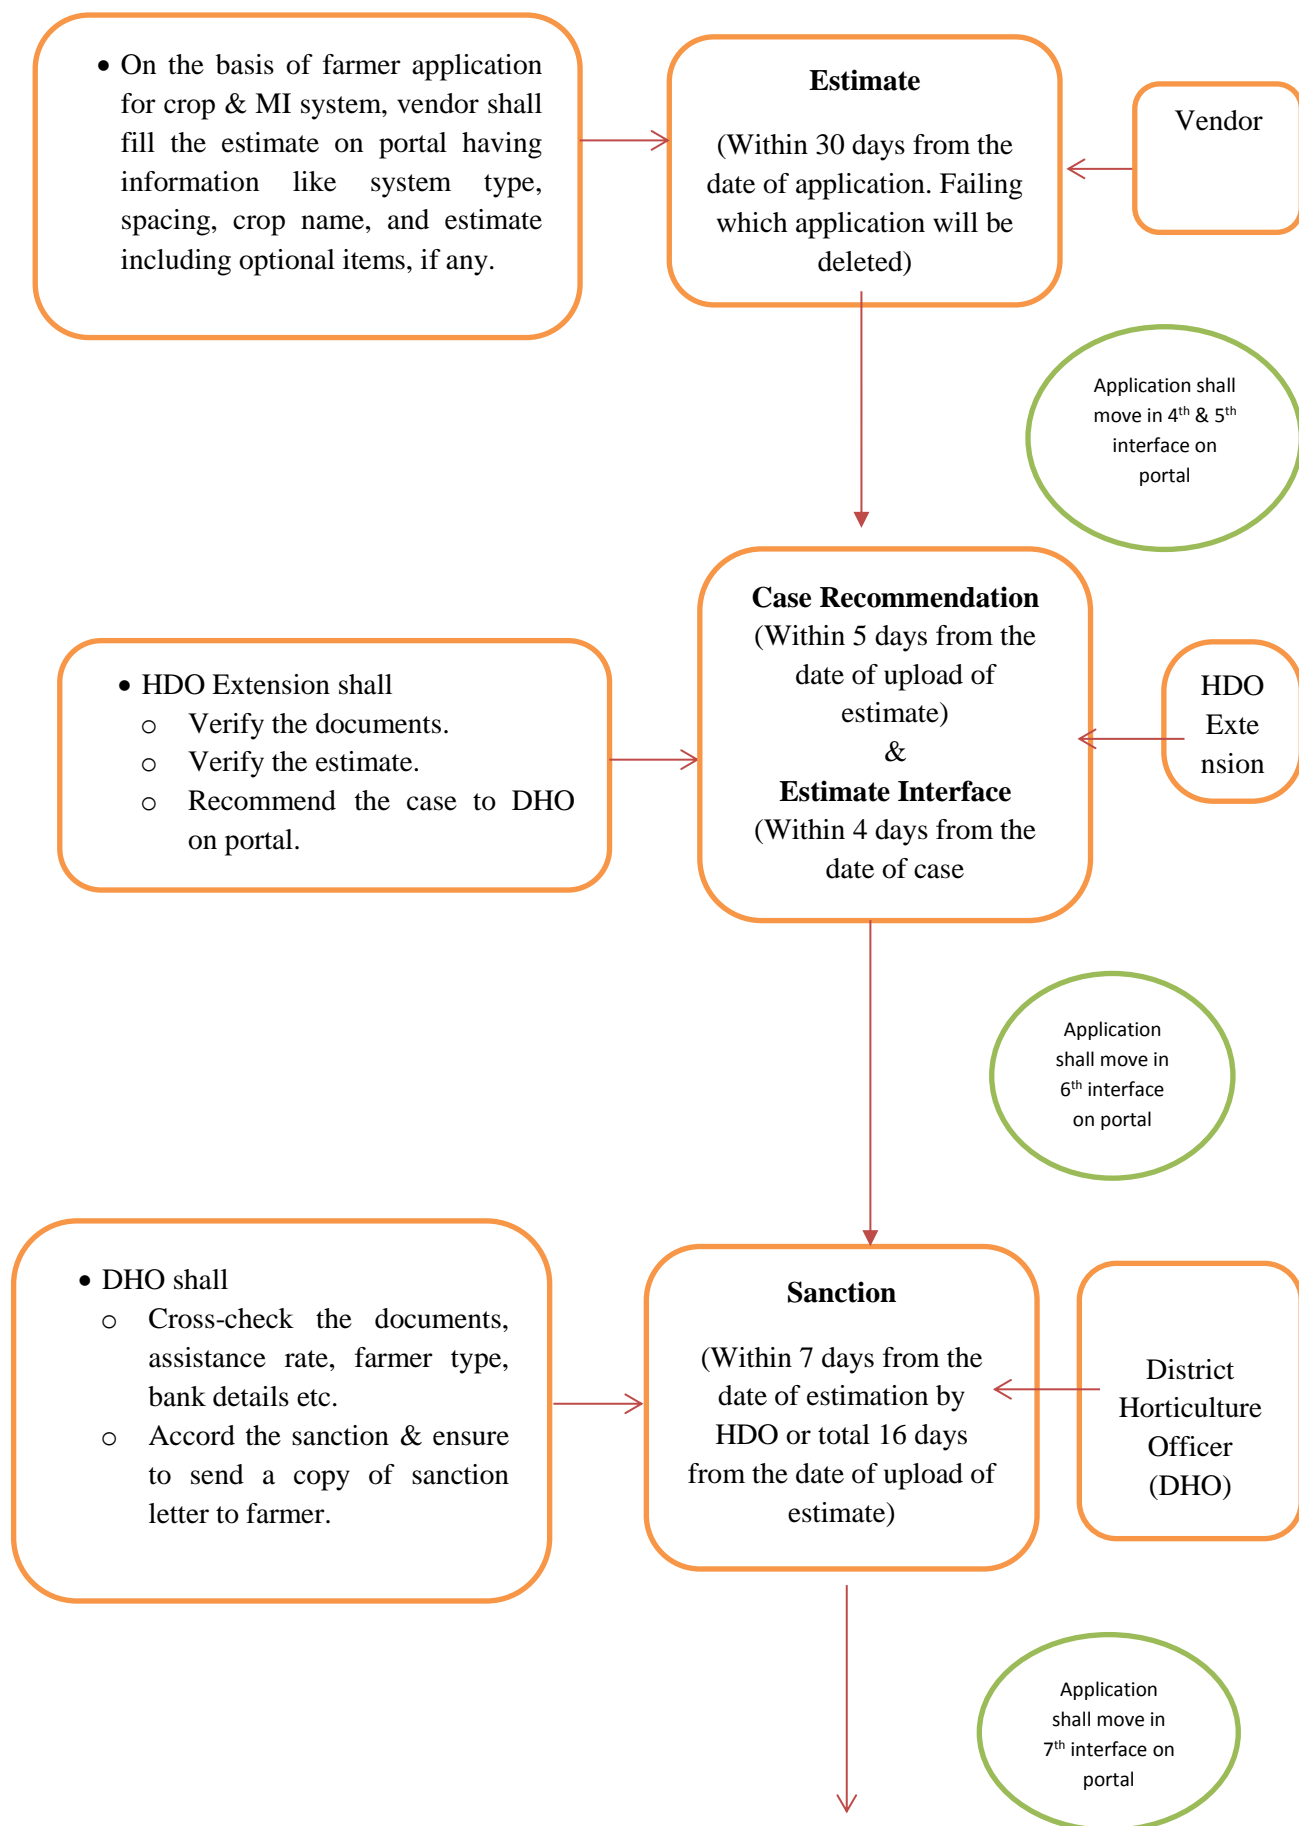 • On the basis of farmer application
for crop & MI system, vendor shall
fill the estimate on portal having
information like system type,
spacing, crop name, and estimate
including optional items, if any.
Estimate
(Within 30 days from the
date of application. Failing
which application will be
deleted)
Vendor
Application shall
move in 4th & 5th
interface on
portal
• HDO Extension shall
o Verify the documents.
o Verify the estimate.
o Recommend the case to DHO
on portal.
Case Recommendation
(Within 5 days from the
date of upload of
estimate)
&
Estimate Interface
(Within 4 days from the
date of case
HDO
Exte
nsion
Application
shall move in
6th interface
on portal
• DHO shall
o Cross-check the documents,
assistance rate, farmer type,
bank details etc.
o Accord the sanction & ensure
to send a copy of sanction
letter to farmer.
Sanction
(Within 7 days from the
date of estimation by
HDO or total 16 days
from the date of upload of
estimate)
District
Horticulture
Officer
(DHO)
Application
shall move in
7th interface on
portal